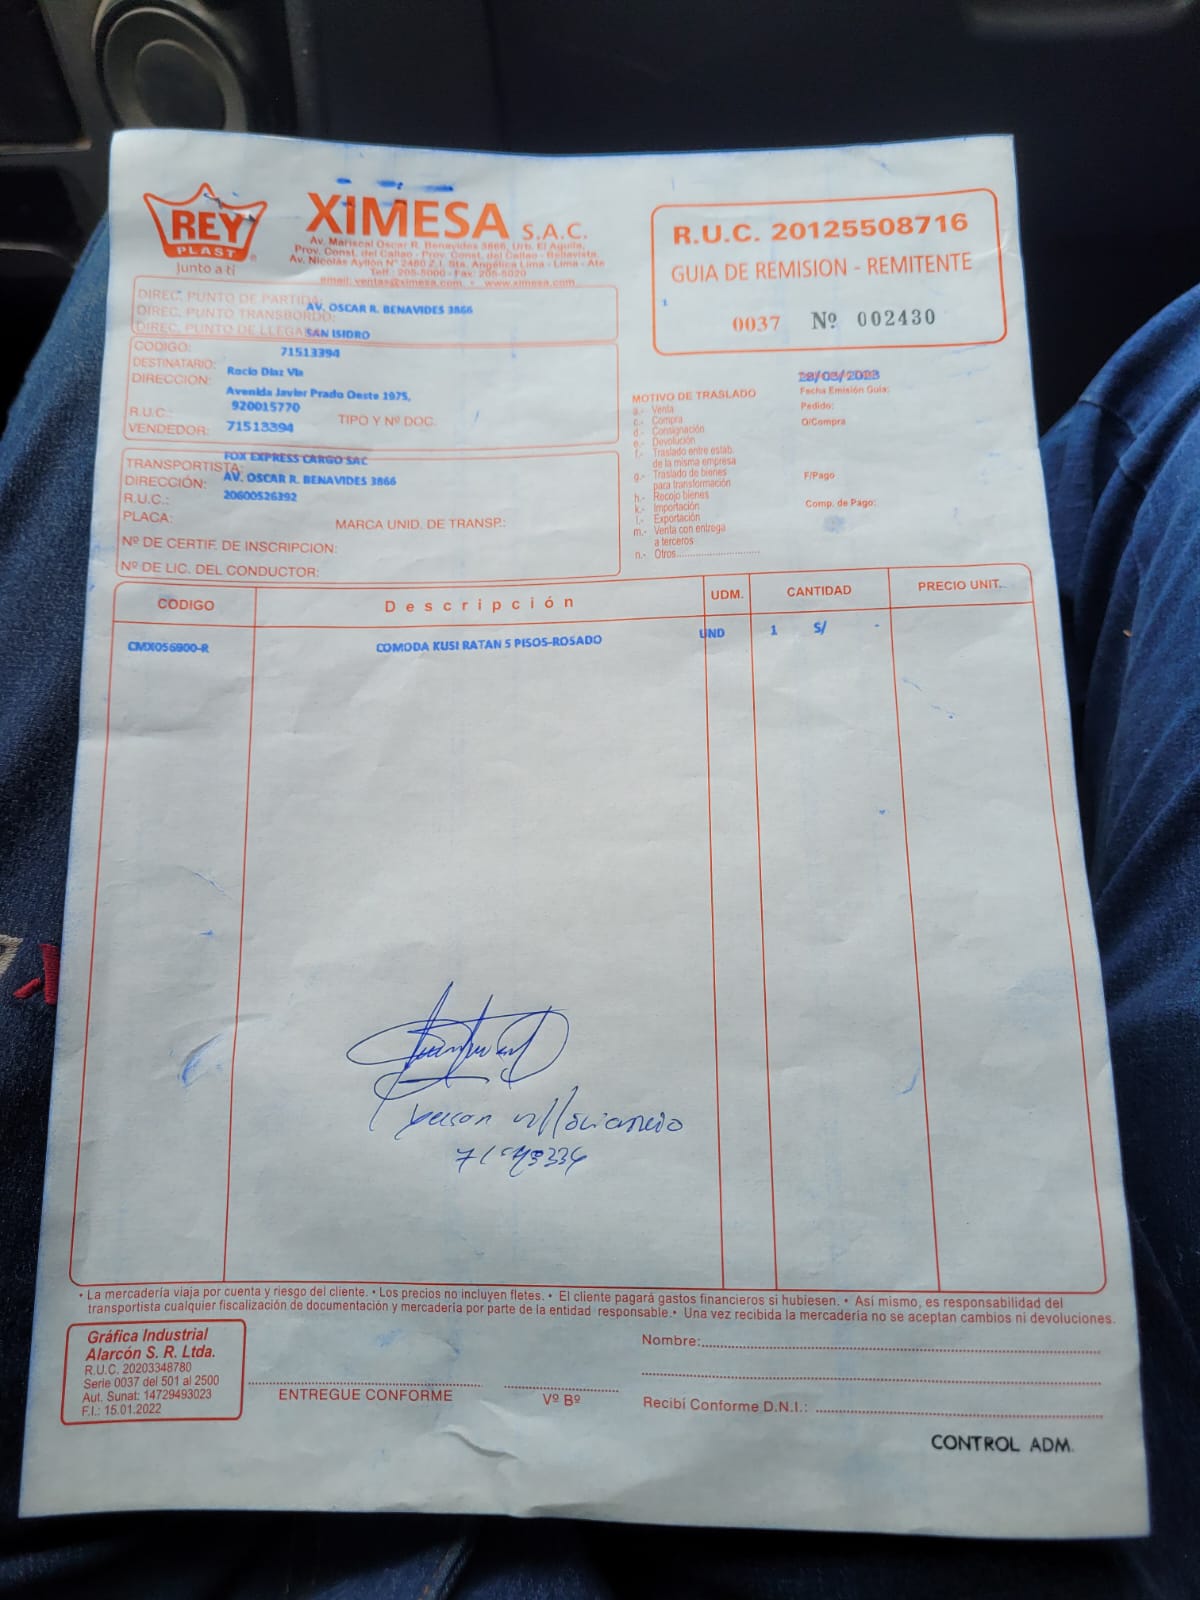 REY
PLAST
Junto a ti
XIMESA S.A.C.
Av. Mariscal Oscar R. Benavides 3866, Urb. El Aguila,
Prov. Const. del Callao - Prov. Const. del Callao - Bellavista,
Av. Nicolás Ayllón Nº 2480 Z.I. Sta. Angélica Lima - Lima - Ate
Telf.: 205-5000 - Fax: 205-5020
email: ventas@ximesa.com • www.ximesa.com
R.U.C. 20125508716
GUIA DE REMISION - REMITENTE
1
0037 Nº 002430
DIREC. PUNTO DE PARTIDA:
AV. OSCAR R. BENAVIDES 3866
DIREC. PUNTO TRANSBORDO:
DIREC. PUNTO DE LLEGA SAN ISIDRO
CODIGO: 71513394
DESTINATARIO: Rocio Diaz Via
DIRECCION: Avenida Javier Prado Oeste 1975,
R.U.C.: 920015770 TIPO Y Nº DOC.
VENDEDOR: 71513394
TRANSPORTISTA: FOX EXPRESS CARGO SAC
DIRECCIÓN: AV. OSCAR R. BENAVIDES 3866
R.U.C.: 20600526392
PLACA: MARCA UNID. DE TRANSP.:
Nº DE CERTIF. DE INSCRIPCION:
Nº DE LIC. DEL CONDUCTOR:
MOTIVO DE TRASLADO
a.- Venta
c.- Compra
d.- Consignación
e.- Devolución
f.- Traslado entre estab.
de la misma empresa
g.- Traslado de bienes
para transformación
h.- Recojo bienes
k.- Importación
l.- Exportación
m.- Venta con entrega
a terceros
n.- Otros
28/03/2023
Fecha Emisión Guia:
Pedido:
O/Compra
F/Pago
Comp. de Pago:
CODIGO Descripción UDM. CANTIDAD PRECIO UNIT.
CMX056900-R COMODA KUSI RATAN 5 PISOS-ROSADO UND 1 S/ -
• La mercadería viaja por cuenta y riesgo del cliente. • Los precios no incluyen fletes. • El cliente pagará gastos financieros si hubiesen. • Así mismo, es responsabilidad del
transportista cualquier fiscalización de documentación y mercadería por parte de la entidad responsable.• Una vez recibida la mercadería no se aceptan cambios ni devoluciones.
Gráfica Industrial
Alarcón S. R. Ltda.
R.U.C. 20203348780
Serie 0037 del 501 al 2500
Aut. Sunat: 14729493023
F.I.: 15.01.2022
ENTREGUE CONFORME
Vº Bº
Nombre:
Recibí Conforme D.N.I.:
CONTROL ADM.